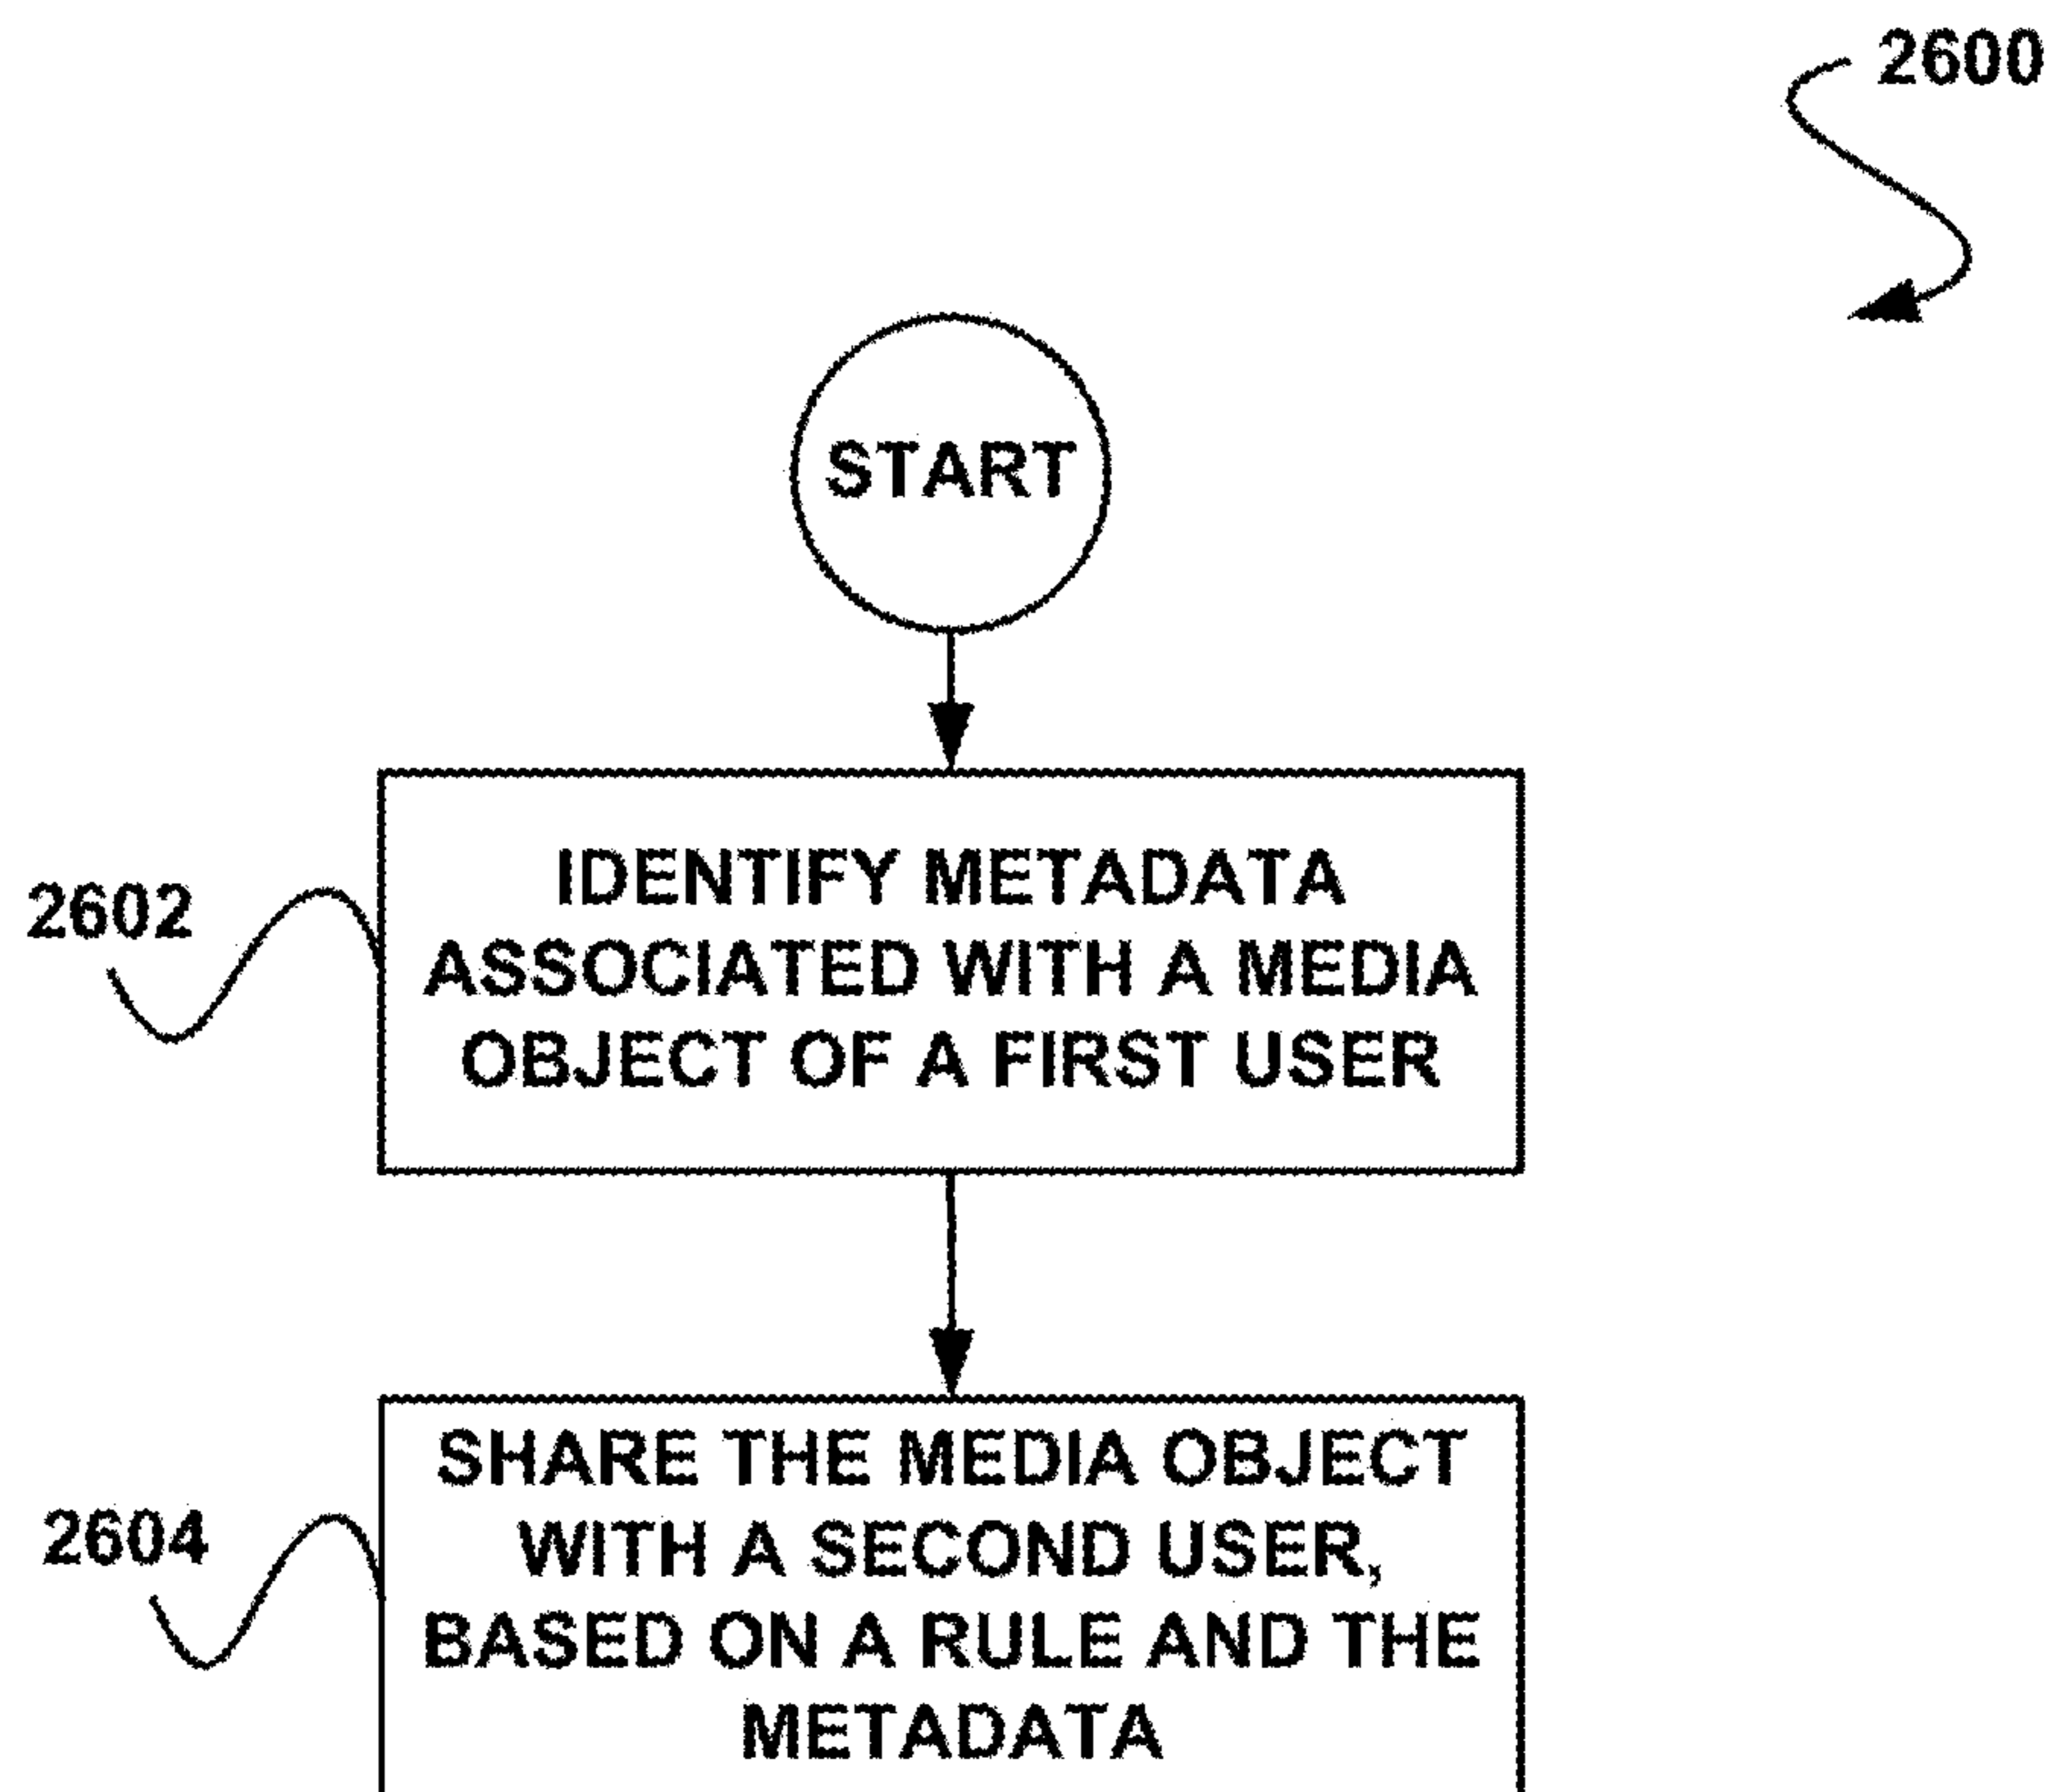 2600
START
2602
IDENTIFY METADATA
ASSOCIATED WITH A MEDIA
OBJECT OF A FIRST USER
2604
SHARE THE MEDIA OBJECT
WITH A SECOND USER,
BASED ON A RULE AND THE
METADATA